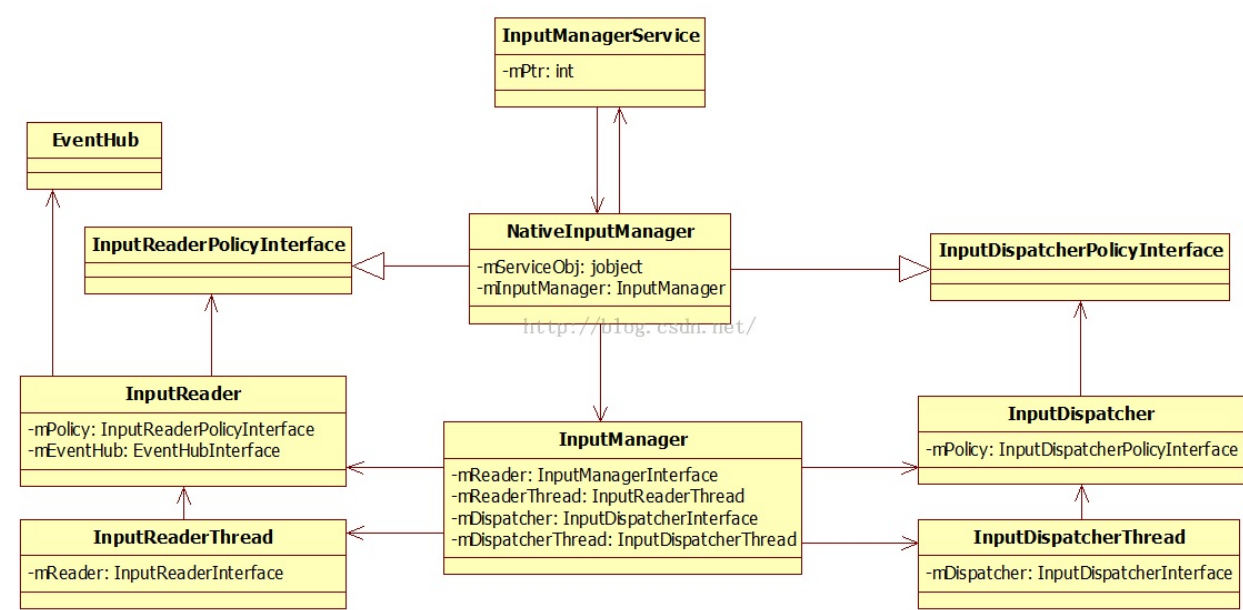 InputManagerService
-mPtr: int
EventHub
InputReaderPolicyInterface
NativeInputManager
-mServiceObj: jobject
-mInputManager: InputManager
InputDispatcherPolicyInterface
http://blog.csdn.net/
InputReader
-mPolicy: InputReaderPolicyInterface
-mEventHub: EventHubInterface
InputManager
-mReader: InputManagerInterface
-mReaderThread: InputReaderThread
-mDispatcher: InputDispatcherInterface
-mDispatcherThread: InputDispatcherThread
InputDispatcher
-mPolicy: InputDispatcherPolicyInterface
InputReaderThread
-mReader: InputReaderInterface
InputDispatcherThread
-mDispatcher: InputDispatcherInterface